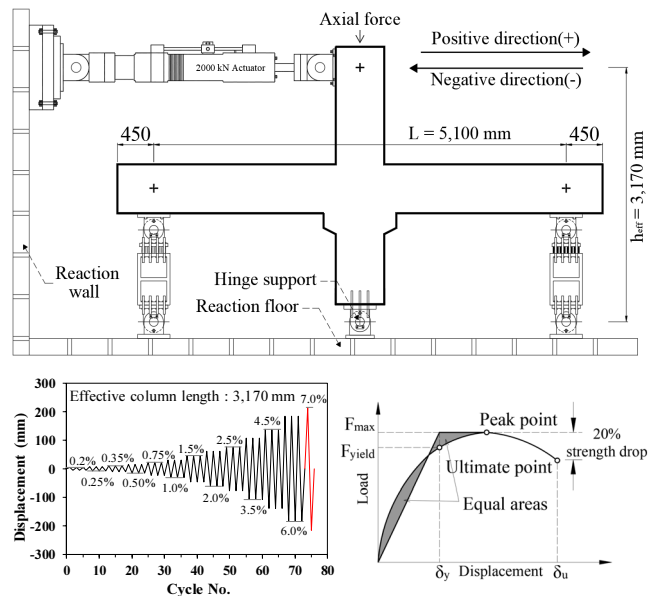 Axial force
Positive direction(+)
2000 kN Actuator
Negative direction(-)
450
L = 5,100 mm
450
heff = 3,170 mm
Reaction
wall
Hinge support
Reaction floor
Effective column length : 3,170 mm
7.0%
4.5%
2.5%
1.5%
0.75%
0.35%
0.2%
0.25%
0.50%
1.0%
2.0%
3.5%
6.0%
300
200
100
0
-100
-200
-300
Displacement (mm)
0 10 20 30 40 50 60 70 80
Cycle No.
Fmax
Fyield
Load
Peak point
Ultimate point
Equal areas
20%
strength drop
δy Displacement δu